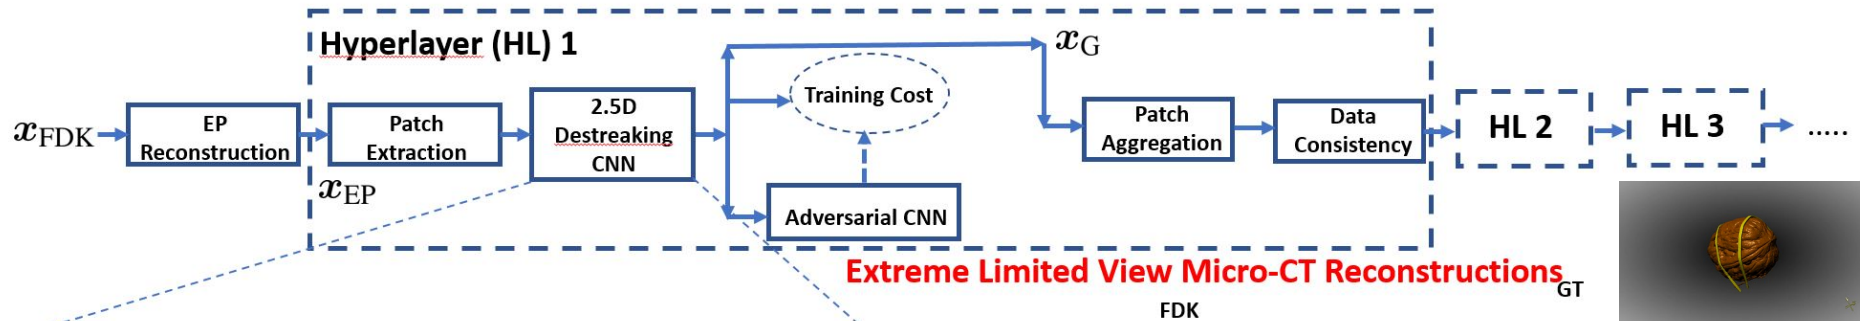 Hyperlayer (HL) 1
x_FDK
EP
Reconstruction
x_EP
Patch
Extraction
2.5D
Destreaking
CNN
Training Cost
Adversarial CNN
x_G
Patch
Aggregation
Data
Consistency
HL 2
HL 3
.....
Extreme Limited View Micro-CT Reconstructions
GT
FDK